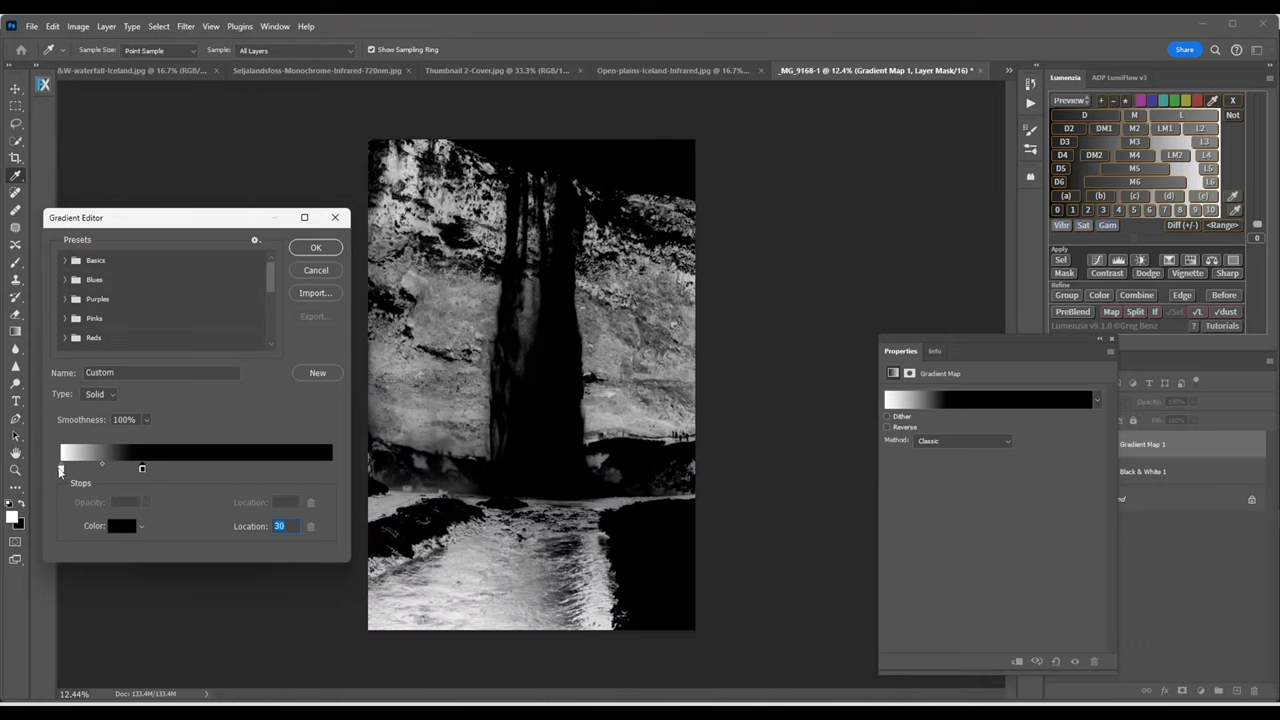 Ps File Edit Image Layer Type Select Filter View Plugins Window Help
Sample Size: Point Sample Sample: All Layers Show Sampling Ring Share
&W-waterfall-Iceland.jpg @ 16.7% (RGB/... × Seljalandsfoss-Monochrome-Infrared-720nm.jpg × Thumbnail 2-Cover.jpg @ 33.3% (RGB/1... × Open-plains-Iceland-Infrared.jpg @ 16.7%... × _MG_9168-1 @ 12.4% (Gradient Map 1, Layer Mask/16) * ×
FX
Lumenzia ADP LumiFlow v3
Preview + - X
D M L Not
D2 DM1 M2 LM1 L2
D3 M3 L3
D4 DM2 M4 LM2 L4
D5 M5 L5
D6 M6 L6
(a) (b) (c) (d) (e)
0 1 2 3 4 5 6 7 8 9 10
Vibr Sat Gam Diff (+/-) <Range>
0
Apply
Sel
Mask Contrast Dodge Vignette Sharp
Refine
Group Color Combine Edge Before
PreBlend Map Split If √Sel √L √dust
Lumenzia v9.1.0 ©Greg Benz ? Tutorials
Gradient Editor
Presets
Basics
Blues
Purples
Pinks
Reds
OK
Cancel
Import...
Export...
Name: Custom New
Type: Solid
Smoothness: 100%
Stops
Opacity: Location:
Color: Location: 30
Properties Info
Gradient Map
Dither
Reverse
Method: Classic
Opacity: 100%
Fill: 100%
Gradient Map 1
Black & White 1
12.44% Doc: 133.4M/133.4M